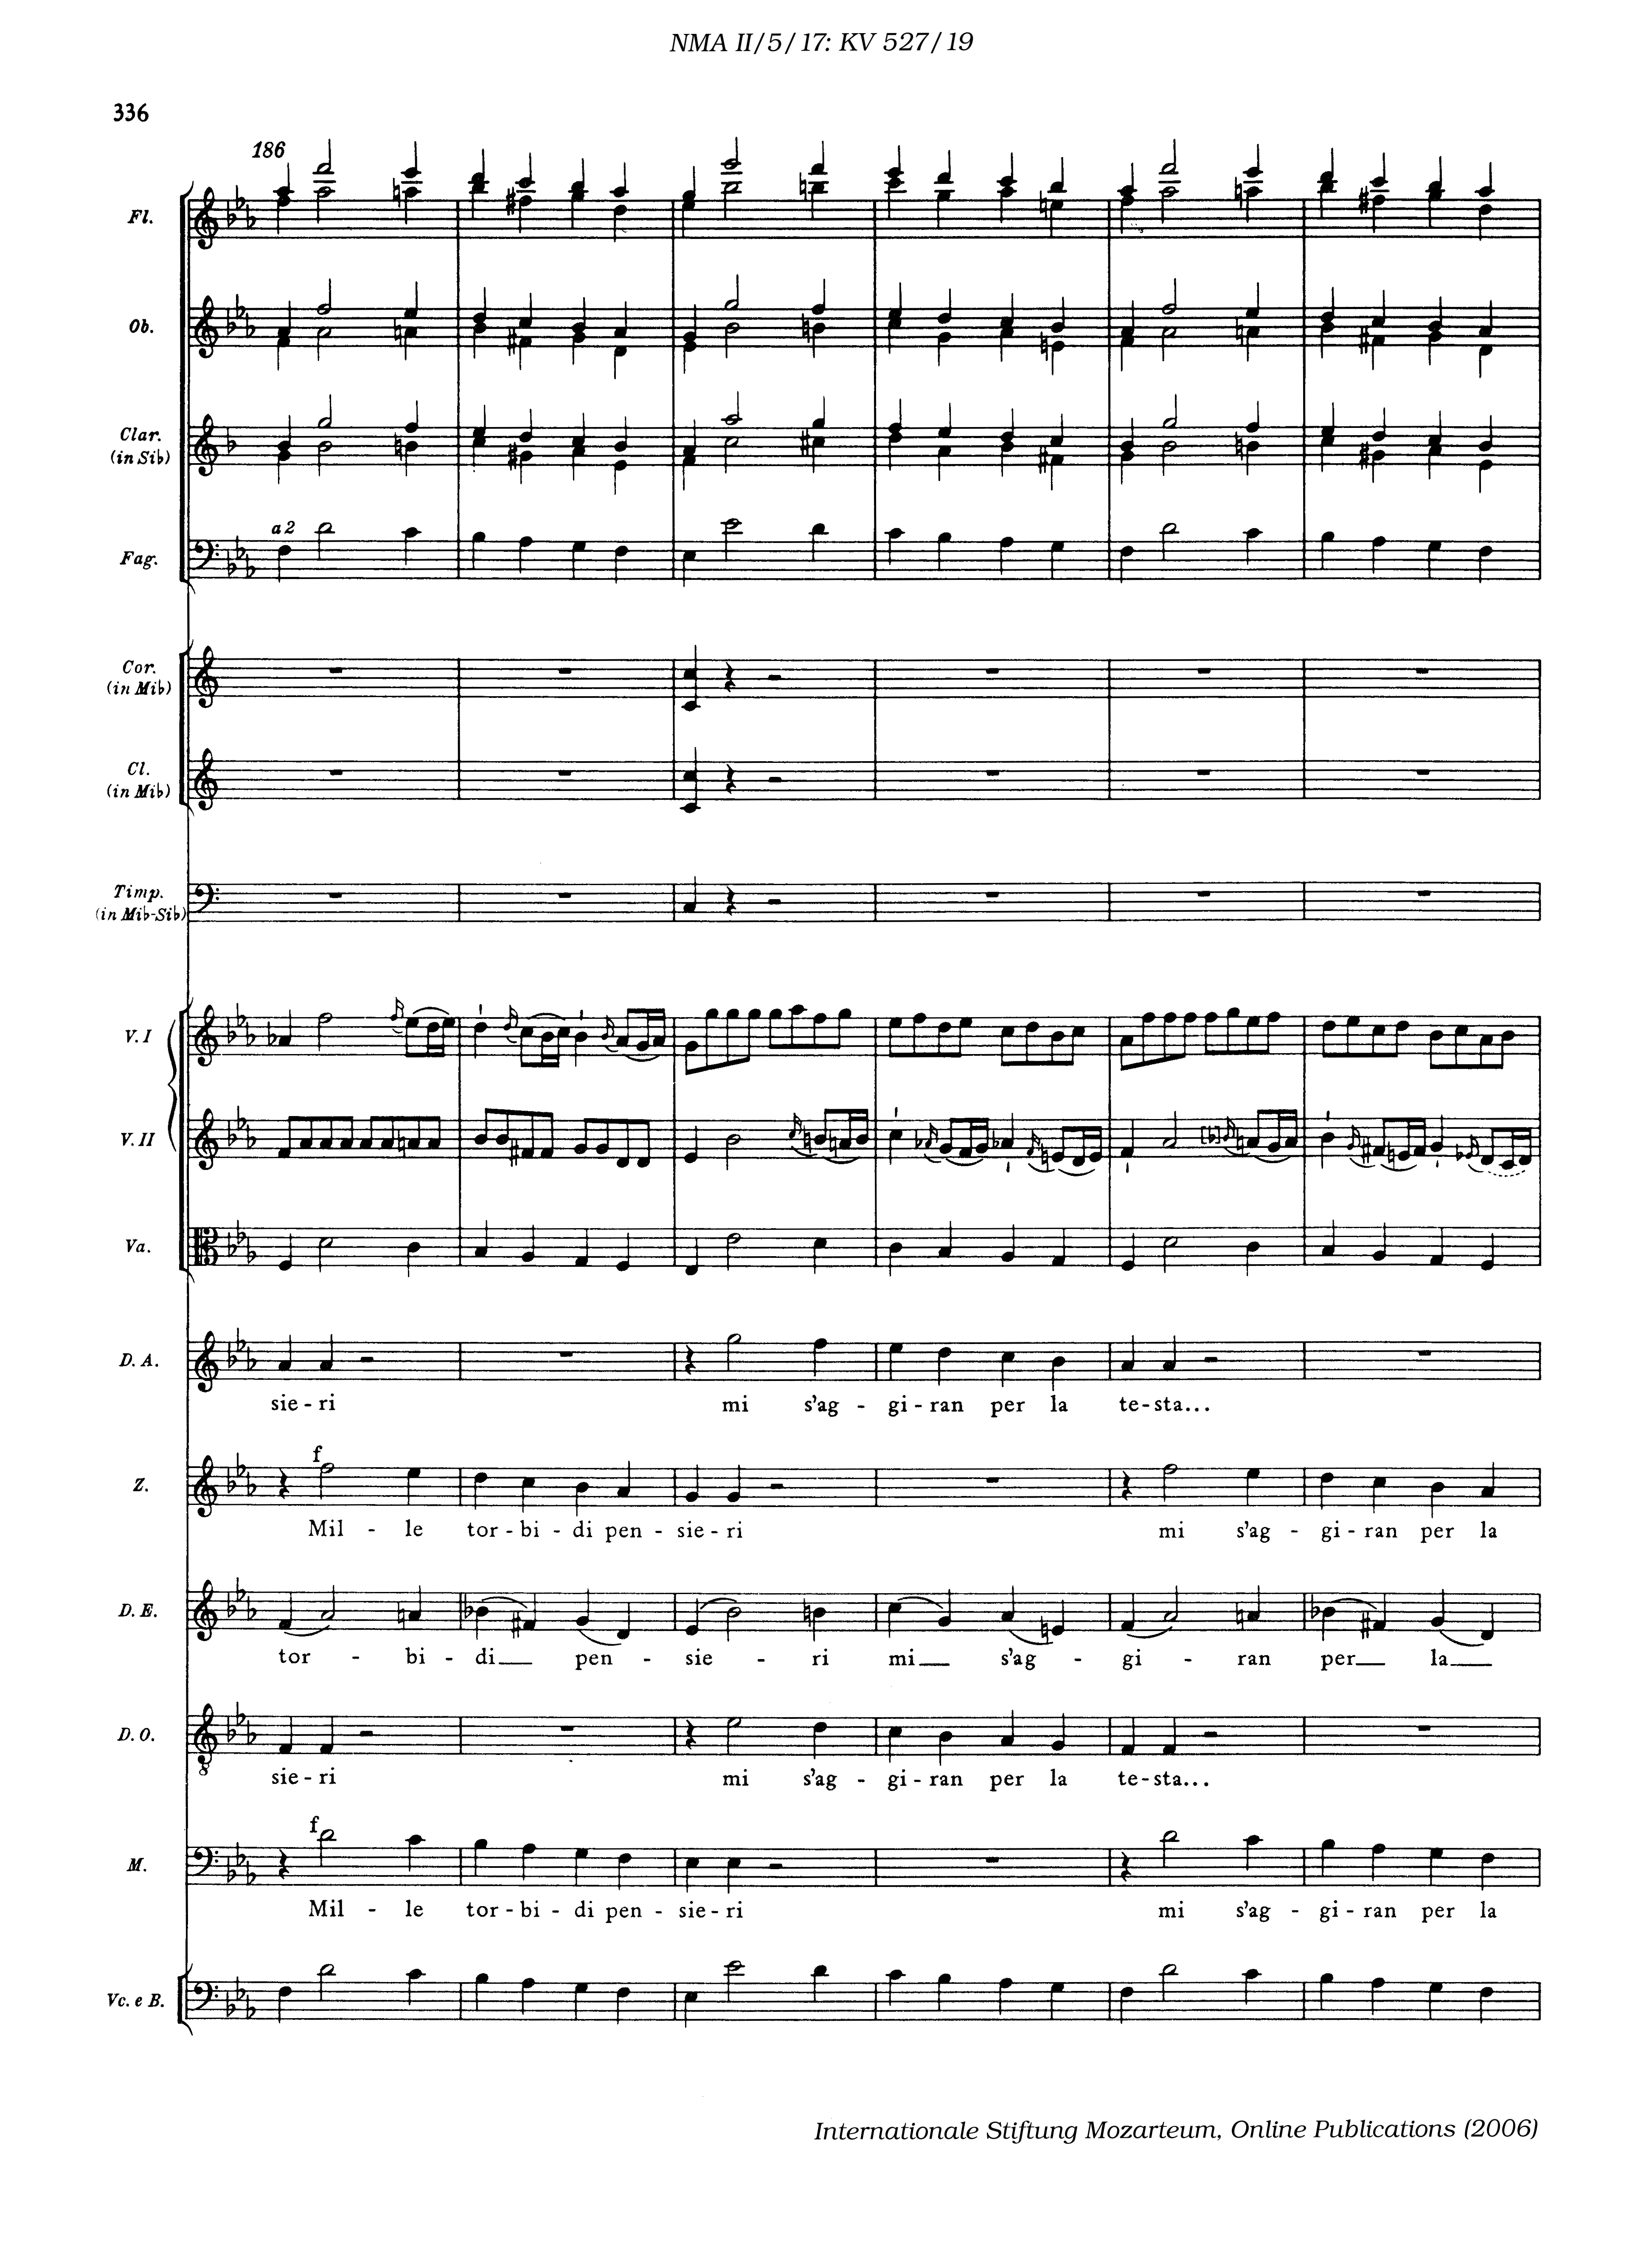 NMA II/5/17: KV 527/19
336
186
Fl.
Ob.
Clar.
(in Sib)
a 2
Fag.
Cor.
(in Mib)
Cl.
(in Mib)
Timp.
(in Mib-Sib)
V. I
V. II
Va.
D. A.
sie - ri mi s'ag - gi - ran per la te - sta...
f
Z.
Mil - le tor - bi - di pen - sie - ri mi s'ag - gi - ran per la
D. E.
tor - bi - di pen - sie - ri mi s'ag - gi - ran per la
D. O.
sie - ri mi s'ag - gi - ran per la te - sta...
f
M.
Mil - le tor - bi - di pen - sie - ri mi s'ag - gi - ran per la
Vc. e B.
Internationale Stiftung Mozarteum, Online Publications (2006)